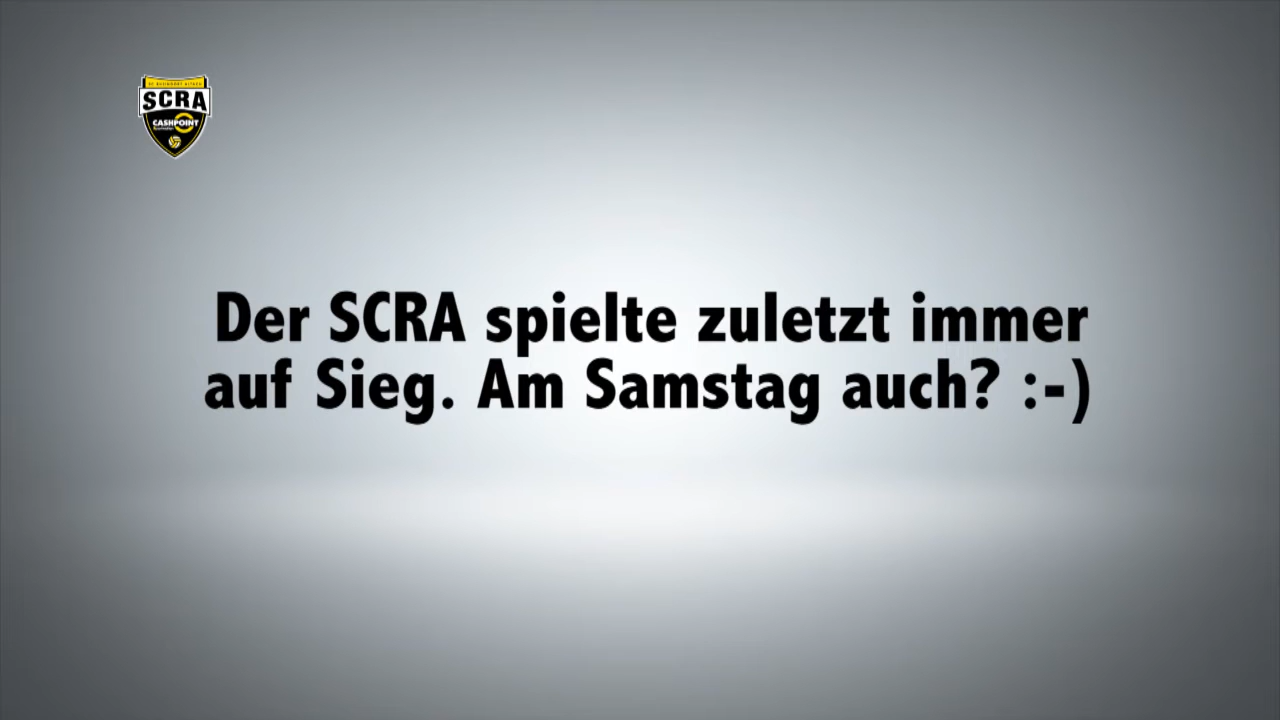 SCRA
CASHPOINT
Der SCRA spielte zuletzt immer
auf Sieg. Am Samstag auch? :-)